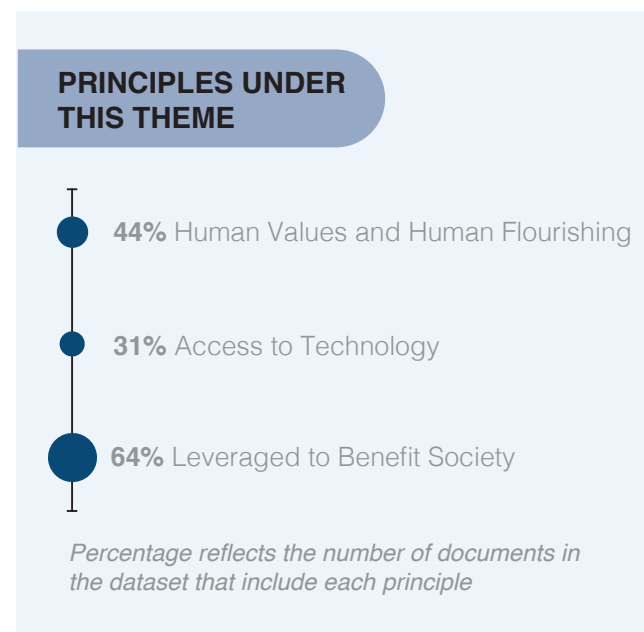 PRINCIPLES UNDER
THIS THEME
44% Human Values and Human Flourishing
31% Access to Technology
64% Leveraged to Benefit Society
Percentage reflects the number of documents in
the dataset that include each principle